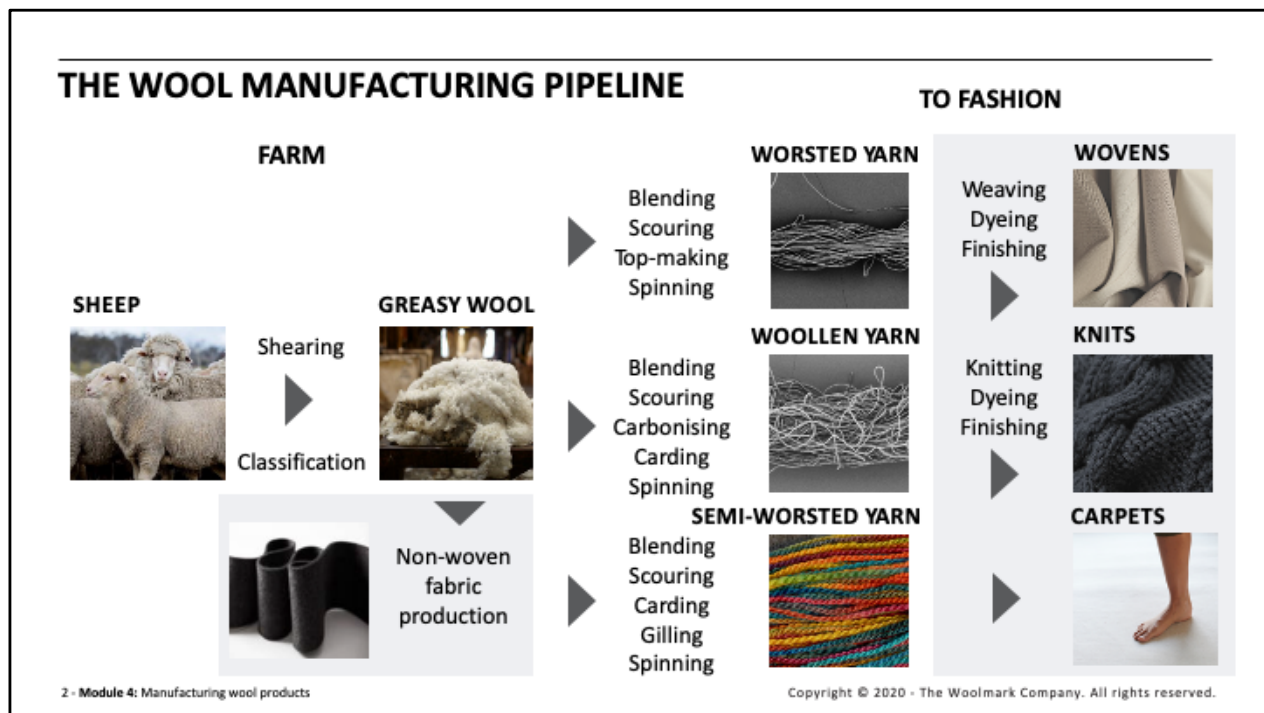 THE WOOL MANUFACTURING PIPELINE
TO FASHION
FARM
SHEEP
Shearing
Classification
GREASY WOOL
Non-woven
fabric
production
Blending
Scouring
Top-making
Spinning
WORSTED YARN
Blending
Scouring
Carbonising
Carding
Spinning
WOOLLEN YARN
Blending
Scouring
Carding
Gilling
Spinning
SEMI-WORSTED YARN
Weaving
Dyeing
Finishing
WOVENS
Knitting
Dyeing
Finishing
KNITS
CARPETS
2 - Module 4: Manufacturing wool products
Copyright © 2020 - The Woolmark Company. All rights reserved.